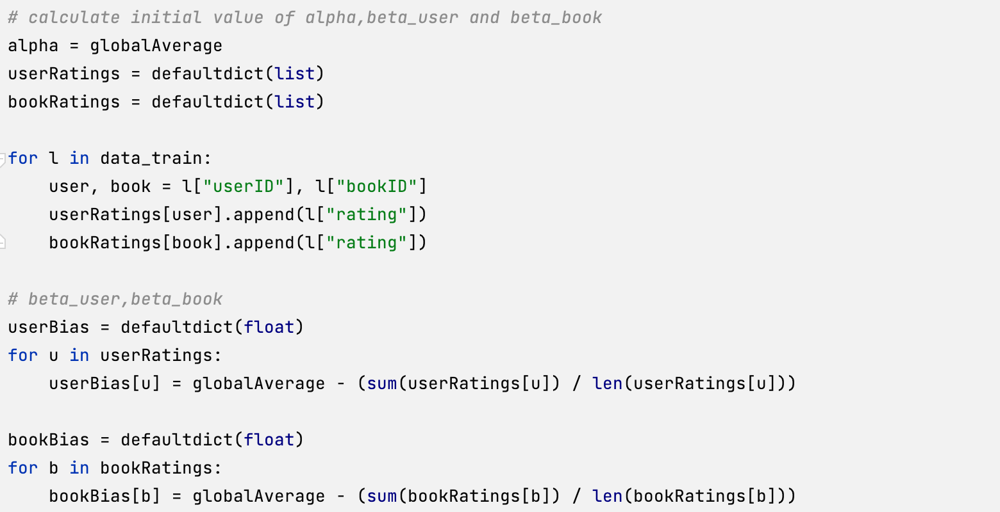 # calculate initial value of alpha,beta_user and beta_book
alpha = globalAverage
userRatings = defaultdict(list)
bookRatings = defaultdict(list)

for l in data_train:
    user, book = l["userID"], l["bookID"]
    userRatings[user].append(l["rating"])
    bookRatings[book].append(l["rating"])

# beta_user,beta_book
userBias = defaultdict(float)
for u in userRatings:
    userBias[u] = globalAverage - (sum(userRatings[u]) / len(userRatings[u]))

bookBias = defaultdict(float)
for b in bookRatings:
    bookBias[b] = globalAverage - (sum(bookRatings[b]) / len(bookRatings[b]))